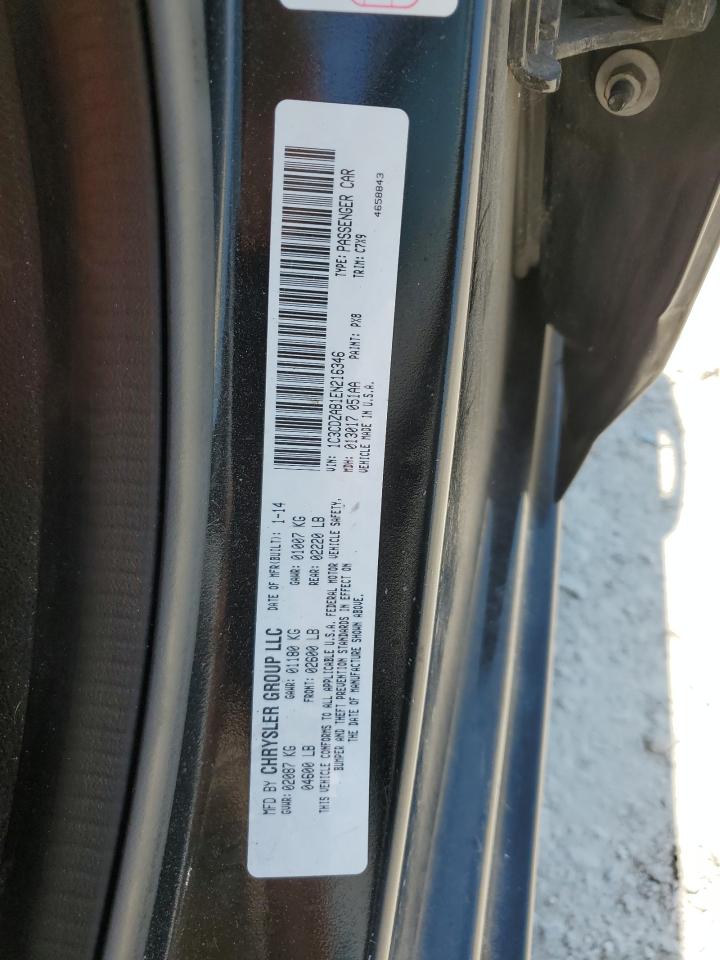 MFD BY CHRYSLER GROUP LLC
DATE OF MFR(BUILT): 1-14
GVWR: 02087 KG GAWR: 01180 KG GAWR: 01007 KG
04600 LB FRONT: 02600 LB REAR: 02220 LB
THIS VEHICLE CONFORMS TO ALL APPLICABLE U.S.A. FEDERAL MOTOR VEHICLE SAFETY,
BUMPER AND THEFT PREVENTION STANDARDS IN EFFECT ON
THE DATE OF MANUFACTURE SHOWN ABOVE.
VIN: 1C3CDZAB1EN216346 TYPE: PASSENGER CAR
MDH: 013017 051AA PAINT: PX8 TRIM: C7X9
VEHICLE MADE IN U.S.A.
4658843